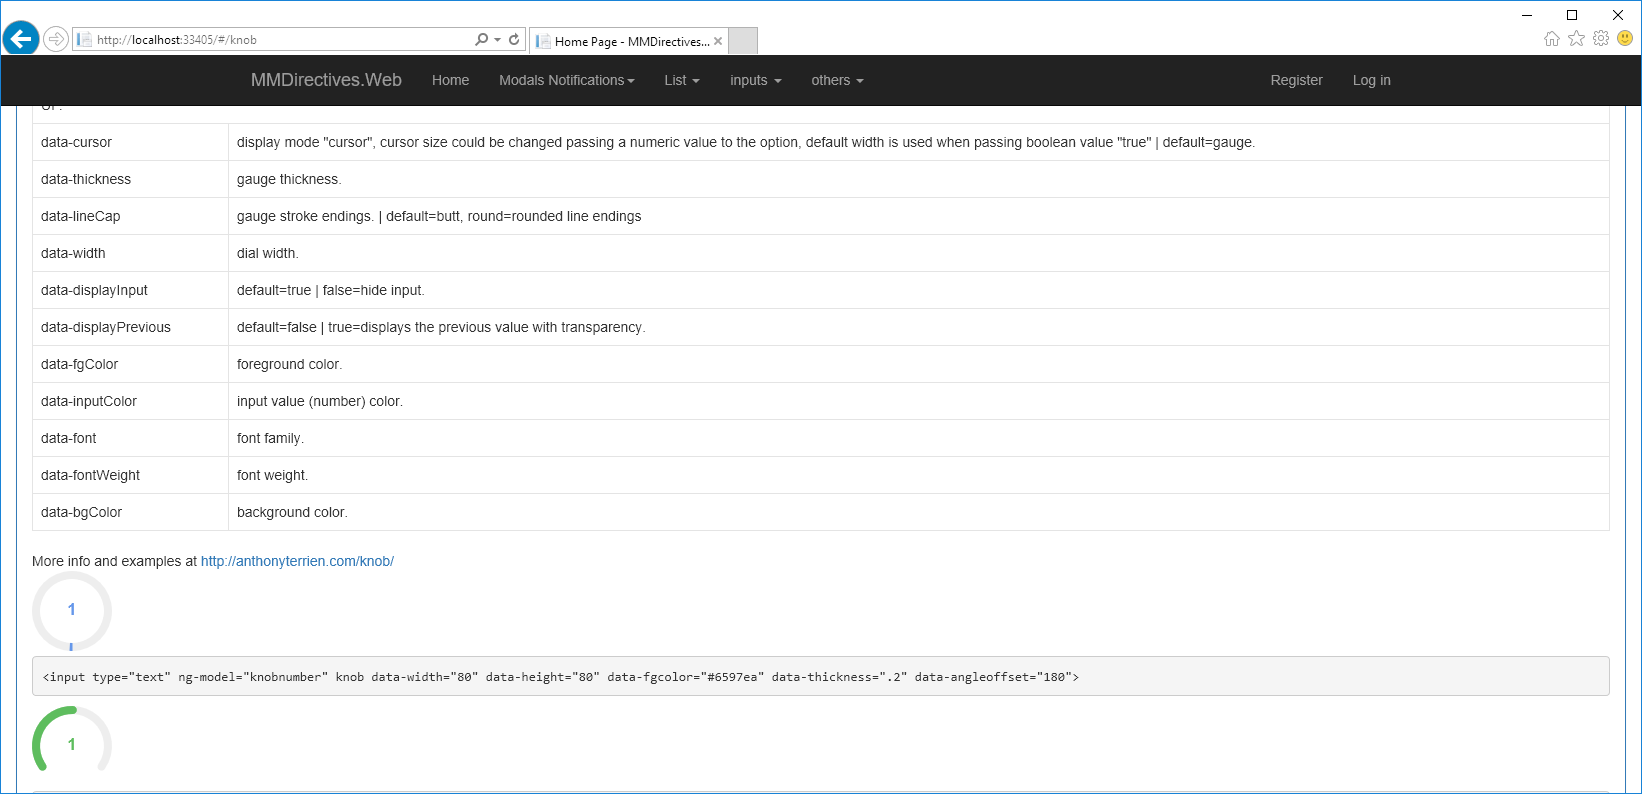 http://localhost:33405/#/knob
Home Page - MMDirectives...
MMDirectives.Web Home Modals Notifications List inputs others Register Log in
data-cursor display mode "cursor", cursor size could be changed passing a numeric value to the option, default width is used when passing boolean value "true" | default=gauge.
data-thickness gauge thickness.
data-lineCap gauge stroke endings. | default=butt, round=rounded line endings
data-width dial width.
data-displayInput default=true | false=hide input.
data-displayPrevious default=false | true=displays the previous value with transparency.
data-fgColor foreground color.
data-inputColor input value (number) color.
data-font font family.
data-fontWeight font weight.
data-bgColor background color.
More info and examples at http://anthonyterrien.com/knob/
1
<input type="text" ng-model="knobnumber" knob data-width="80" data-height="80" data-fgcolor="#6597ea" data-thickness=".2" data-angleoffset="180">
1